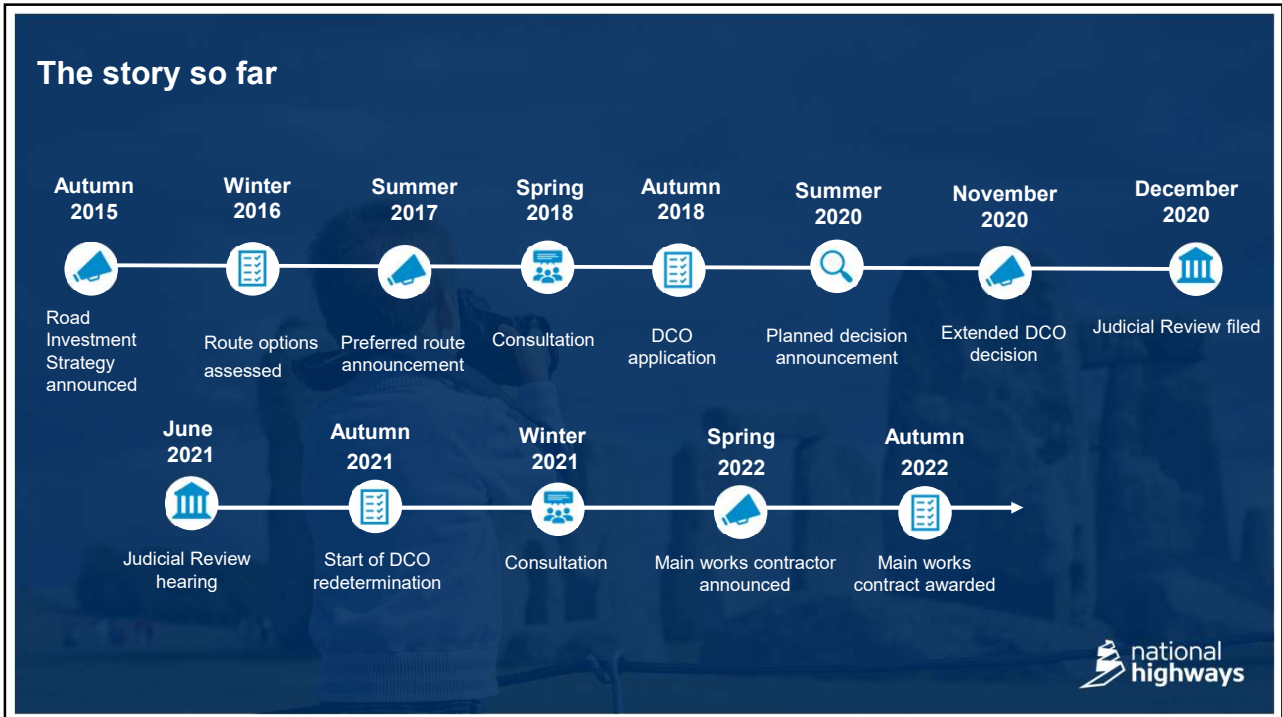 The story so far
Autumn
2015
Road
Investment
Strategy
announced
Winter
2016
Route options
assessed
Summer
2017
Preferred route
announcement
Spring
2018
Consultation
Autumn
2018
DCO
application
Summer
2020
Planned decision
announcement
November
2020
Extended DCO
decision
December
2020
Judicial Review filed
June
2021
Judicial Review
hearing
Autumn
2021
Start of DCO
redetermination
Winter
2021
Consultation
Spring
2022
Main works contractor
announced
Autumn
2022
Main works
contract awarded
national
highways